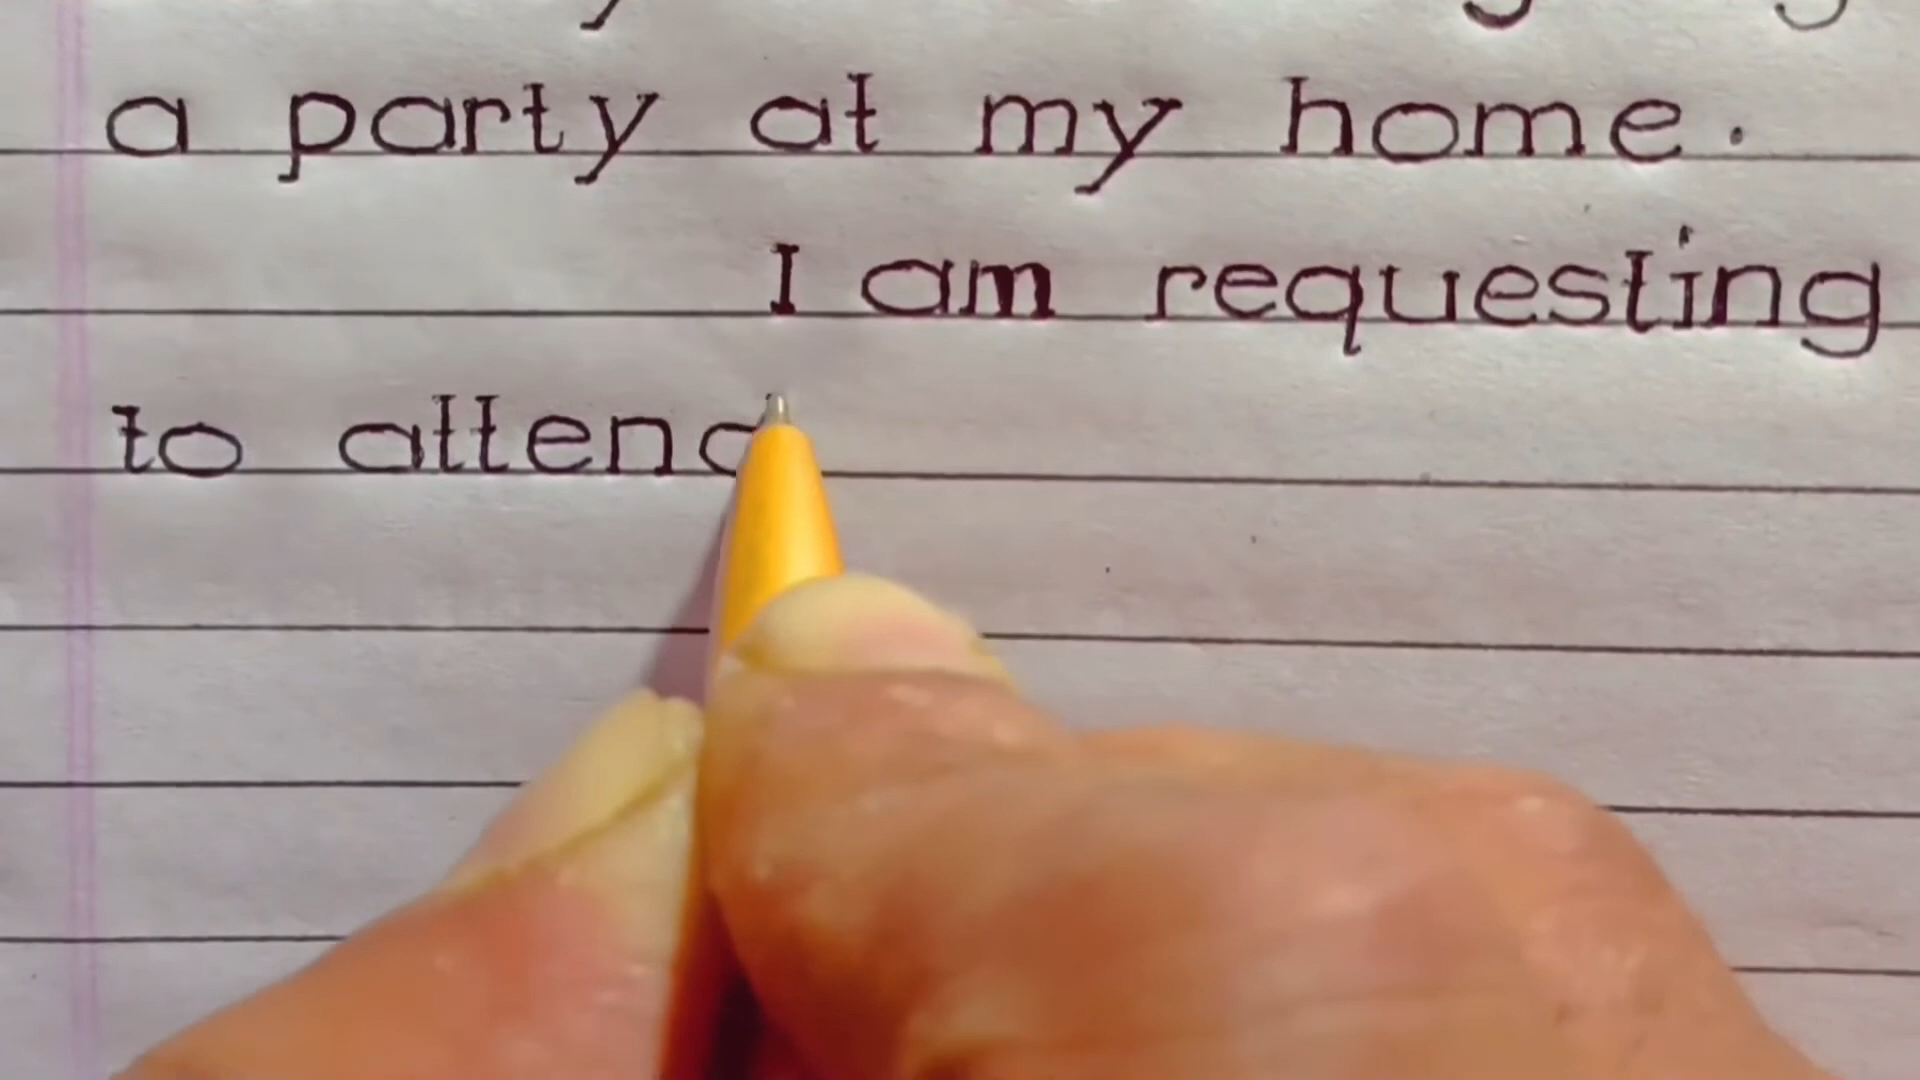 a party at my home.
I am requesting
to attend